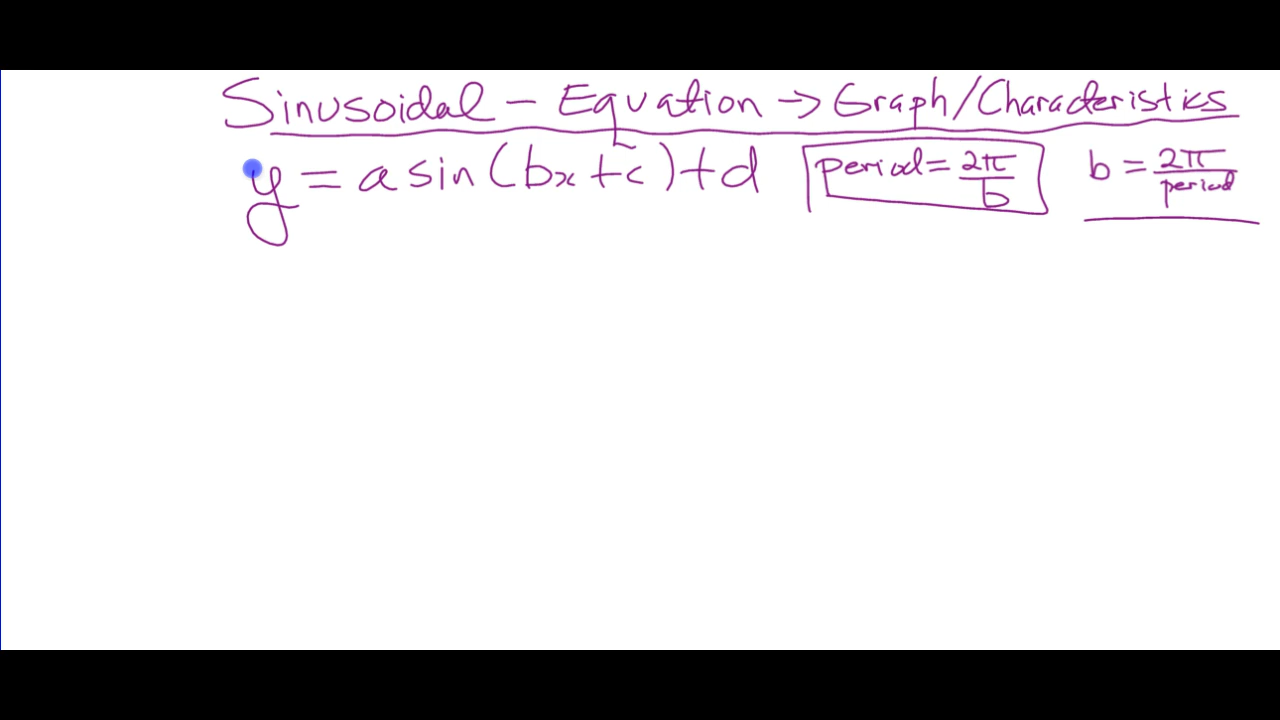 Sinusoidal - Equation → Graph/Characteristics
y = a sin(bx + c) + d period = 2π/b b = 2π/period